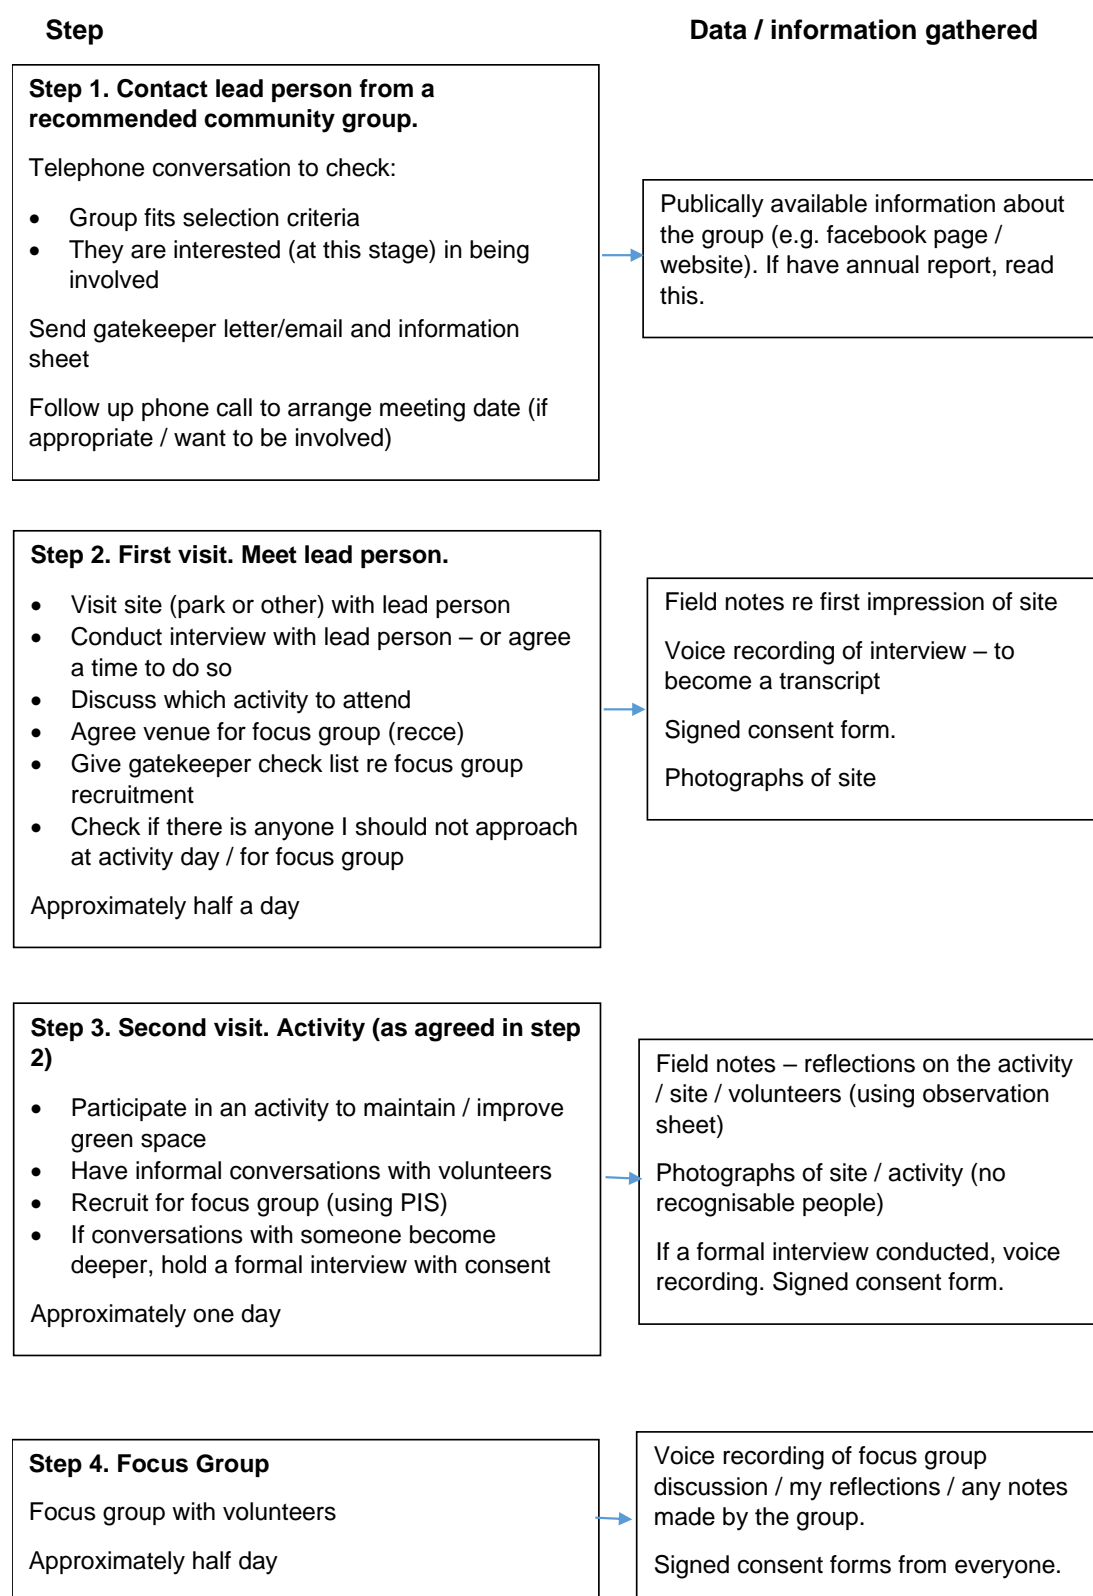 Step
Data / information gathered
Step 1. Contact lead person from a
recommended community group.
Telephone conversation to check:
• Group fits selection criteria
• They are interested (at this stage) in being
involved
Send gatekeeper letter/email and information
sheet
Follow up phone call to arrange meeting date (if
appropriate / want to be involved)
Publically available information about
the group (e.g. facebook page /
website). If have annual report, read
this.
Step 2. First visit. Meet lead person.
• Visit site (park or other) with lead person
• Conduct interview with lead person – or agree
a time to do so
• Discuss which activity to attend
• Agree venue for focus group (recce)
• Give gatekeeper check list re focus group
recruitment
• Check if there is anyone I should not approach
at activity day / for focus group
Approximately half a day
Field notes re first impression of site
Voice recording of interview – to
become a transcript
Signed consent form.
Photographs of site
Step 3. Second visit. Activity (as agreed in step
2)
• Participate in an activity to maintain / improve
green space
• Have informal conversations with volunteers
• Recruit for focus group (using PIS)
• If conversations with someone become
deeper, hold a formal interview with consent
Approximately one day
Field notes – reflections on the activity
/ site / volunteers (using observation
sheet)
Photographs of site / activity (no
recognisable people)
If a formal interview conducted, voice
recording. Signed consent form.
Step 4. Focus Group
Focus group with volunteers
Approximately half day
Voice recording of focus group
discussion / my reflections / any notes
made by the group.
Signed consent forms from everyone.